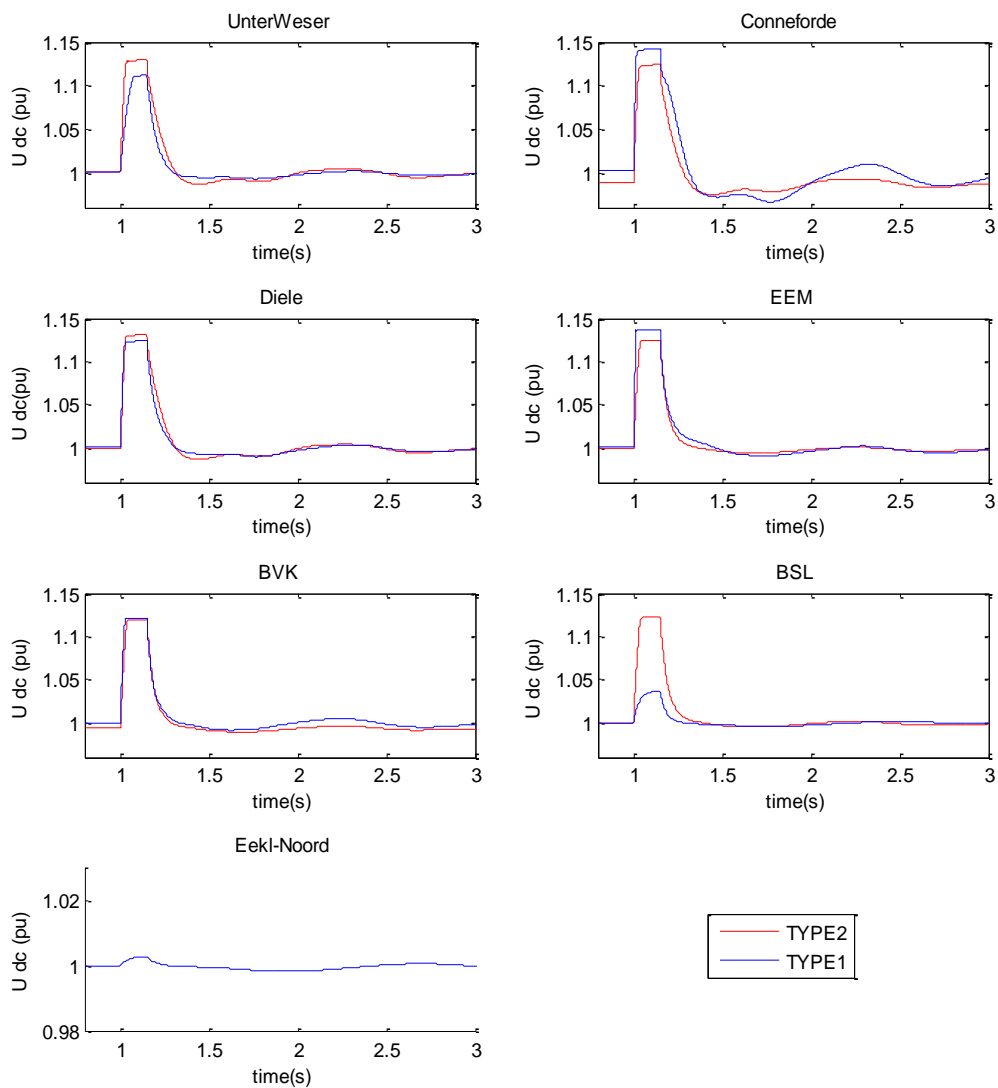 UnterWeser
1.15
1.1
1.05
1
U dc (pu)
1
1.5
2
2.5
3
time(s)
Conneforde
1.15
1.1
1.05
1
U dc (pu)
1
1.5
2
2.5
3
time(s)
Diele
1.15
1.1
1.05
1
U dc(pu)
1
1.5
2
2.5
3
time(s)
EEM
1.15
1.1
1.05
1
U dc (pu)
1
1.5
2
2.5
3
time(s)
BVK
1.15
1.1
1.05
1
U dc (pu)
1
1.5
2
2.5
3
time(s)
BSL
1.15
1.1
1.05
1
U dc (pu)
1
1.5
2
2.5
3
time(s)
Eekl-Noord
1.02
1
0.98
U dc (pu)
1
1.5
2
2.5
3
time(s)
TYPE2
TYPE1